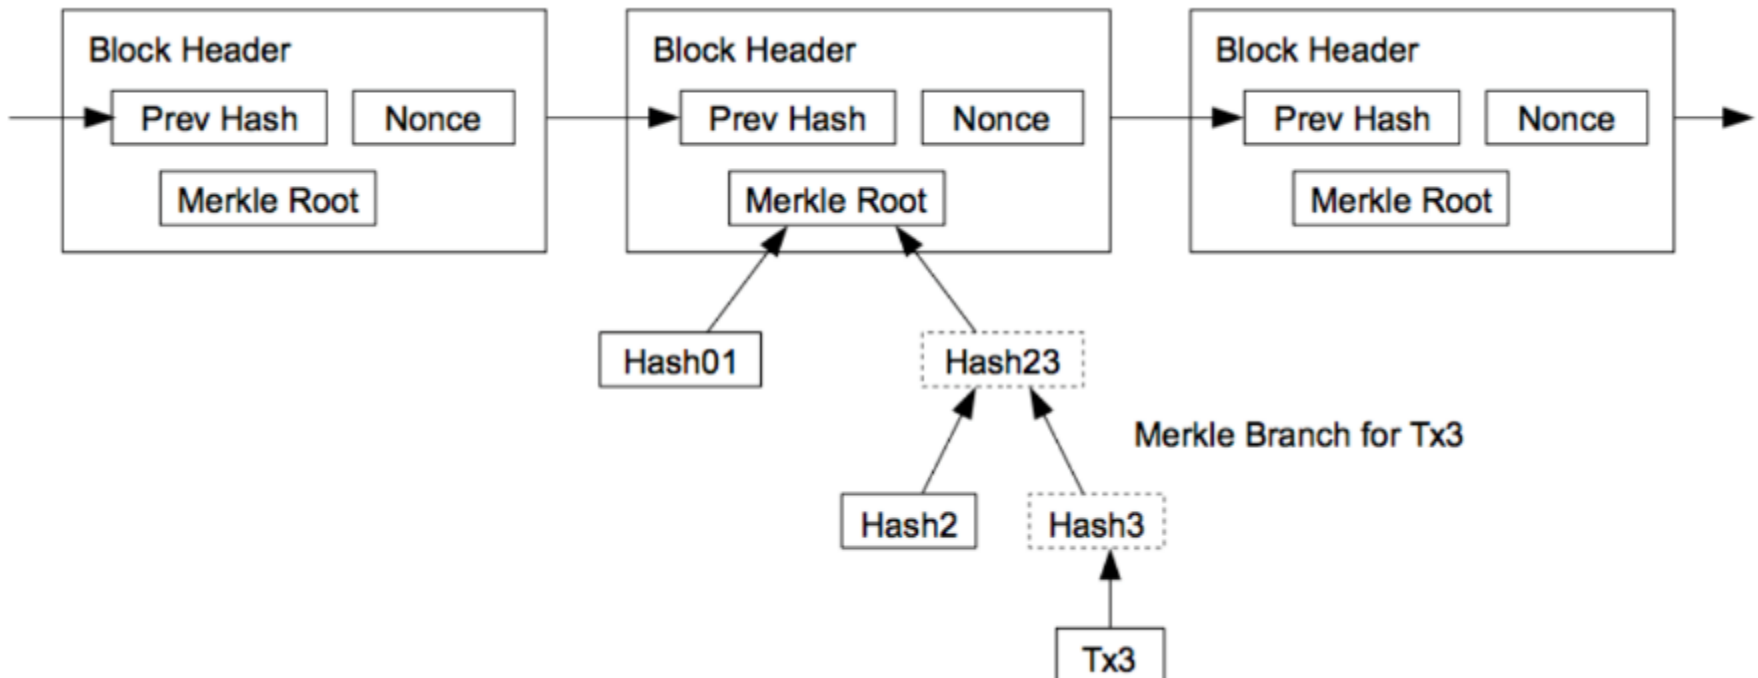 Block Header
Prev Hash
Nonce
Merkle Root
Block Header
Prev Hash
Nonce
Merkle Root
Block Header
Prev Hash
Nonce
Merkle Root
Hash01
Hash23
Merkle Branch for Tx3
Hash2
Hash3
Tx3